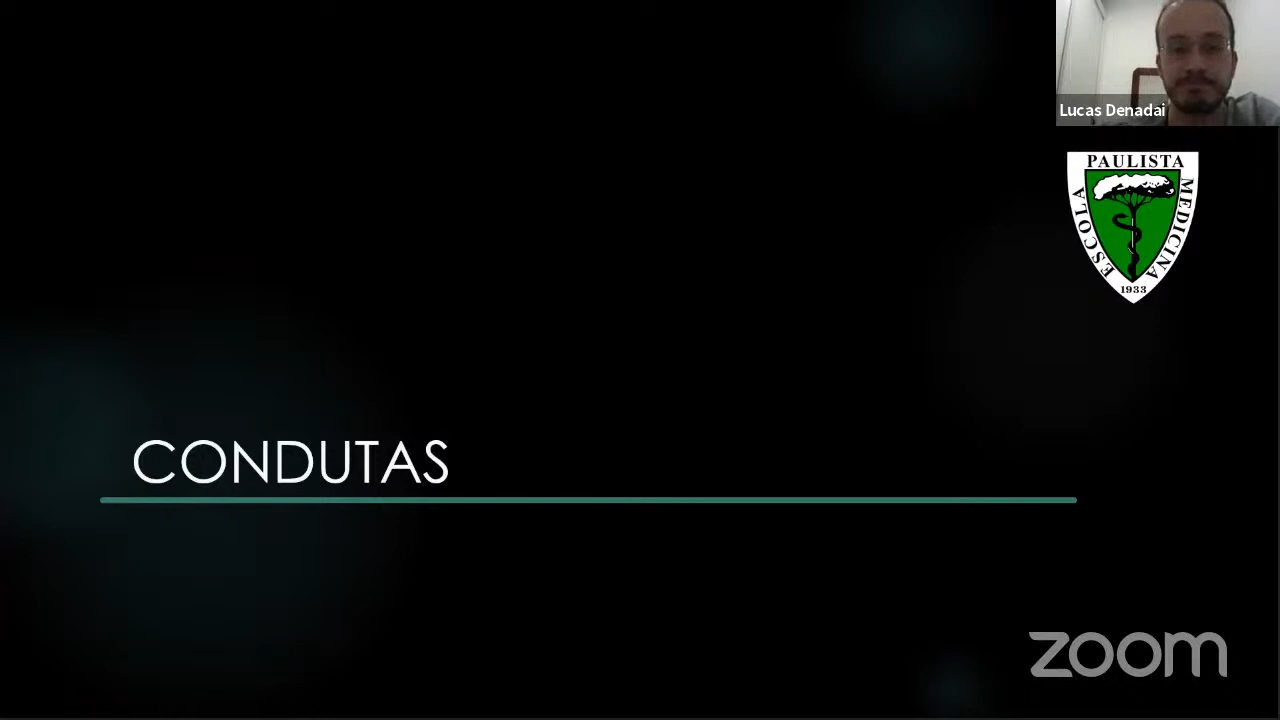 Lucas Denadai
PAULISTA
ESCOLA
MEDICINA
1933
CONDUTAS
zoom